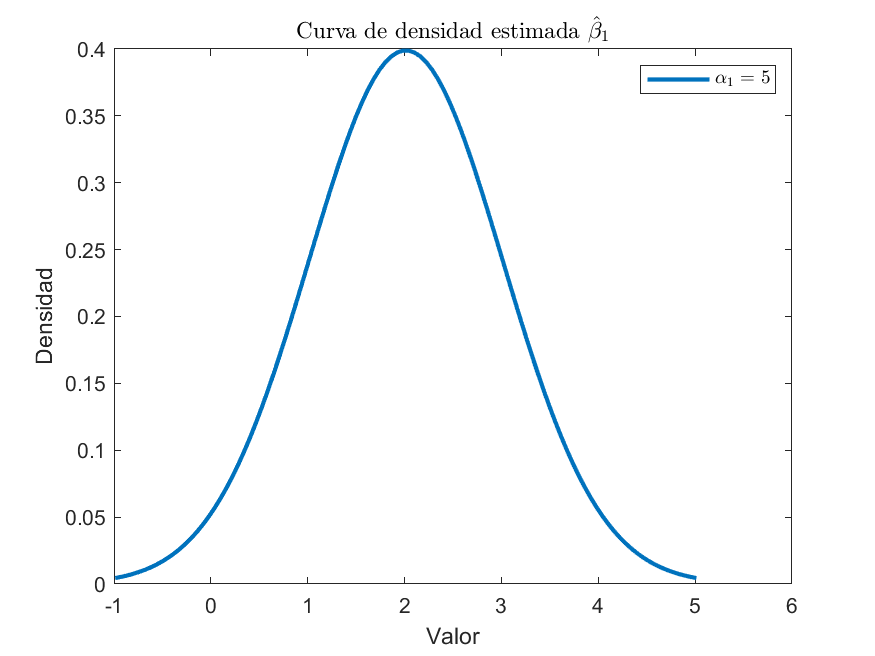 Curva de densidad estimada β̂₁
α₁ = 5
0.4
0.35
0.3
0.25
0.2
0.15
0.1
0.05
0
Densidad
-1 0 1 2 3 4 5 6
Valor